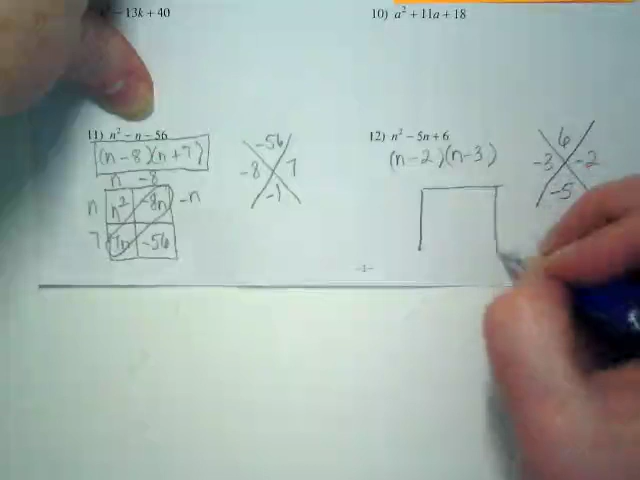 - 13k + 40
10) a² + 11a + 18
11) n² - n - 56
(n - 8)(n + 7)
n -8
n n² -8n -n
7 7n -56
-56
-8 7
-1
12) n² - 5n + 6
(n - 2)(n - 3)
6
-3 -2
-5
-1-